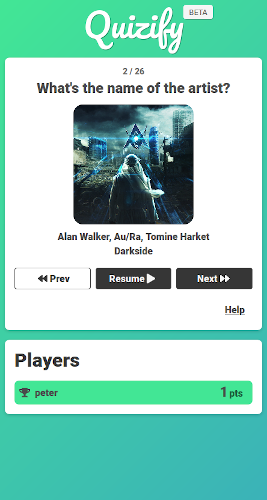 Quizify
BETA
2 / 26
What's the name of the artist?
Alan Walker, Au/Ra, Tomine Harket
Darkside
Prev
Resume
Next
Help
Players
peter
1 pts